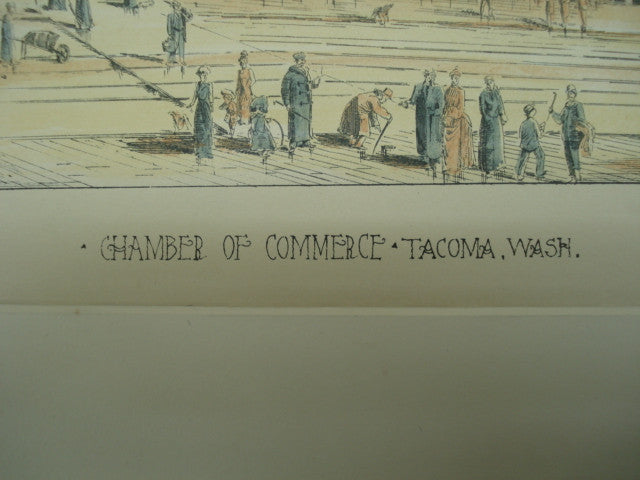 · CHAMBER OF COMMERCE · TACOMA, WASH.